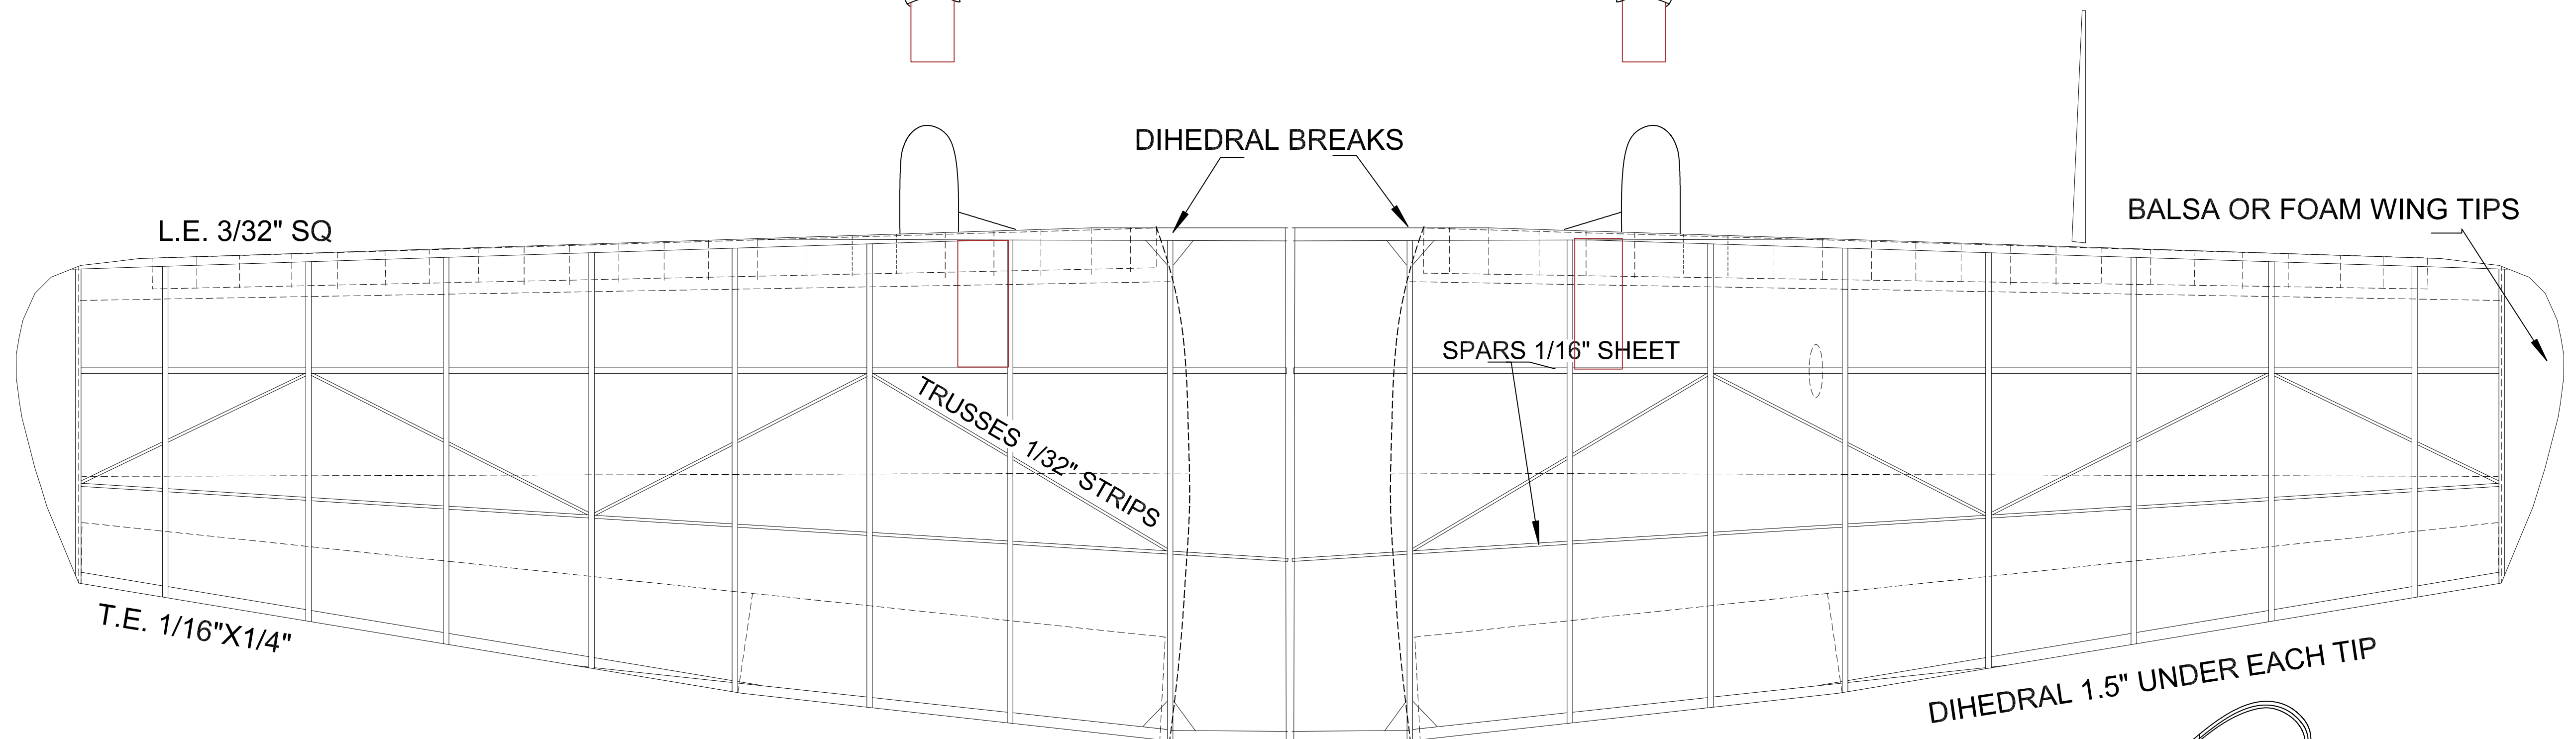 DIHEDRAL BREAKS
L.E. 3/32" SQ
BALSA OR FOAM WING TIPS
SPARS 1/16" SHEET
TRUSSES 1/32" STRIPS
T.E. 1/16"X1/4"
DIHEDRAL 1.5" UNDER EACH TIP